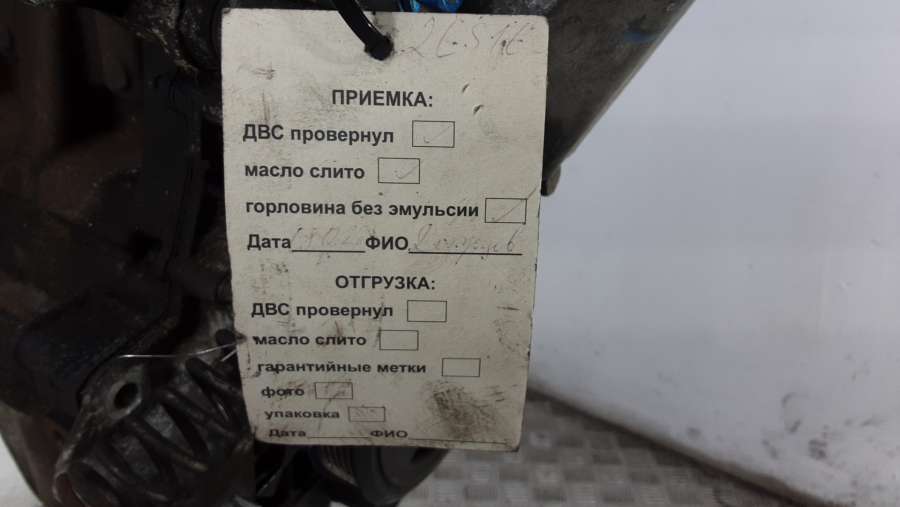 ПРИЕМКА:
ДВС провернул
масло слито
горловина без эмульсии
Дата ФИО
ОТГРУЗКА:
ДВС провернул
масло слито
гарантийные метки
фото
упаковка
Дата ФИО